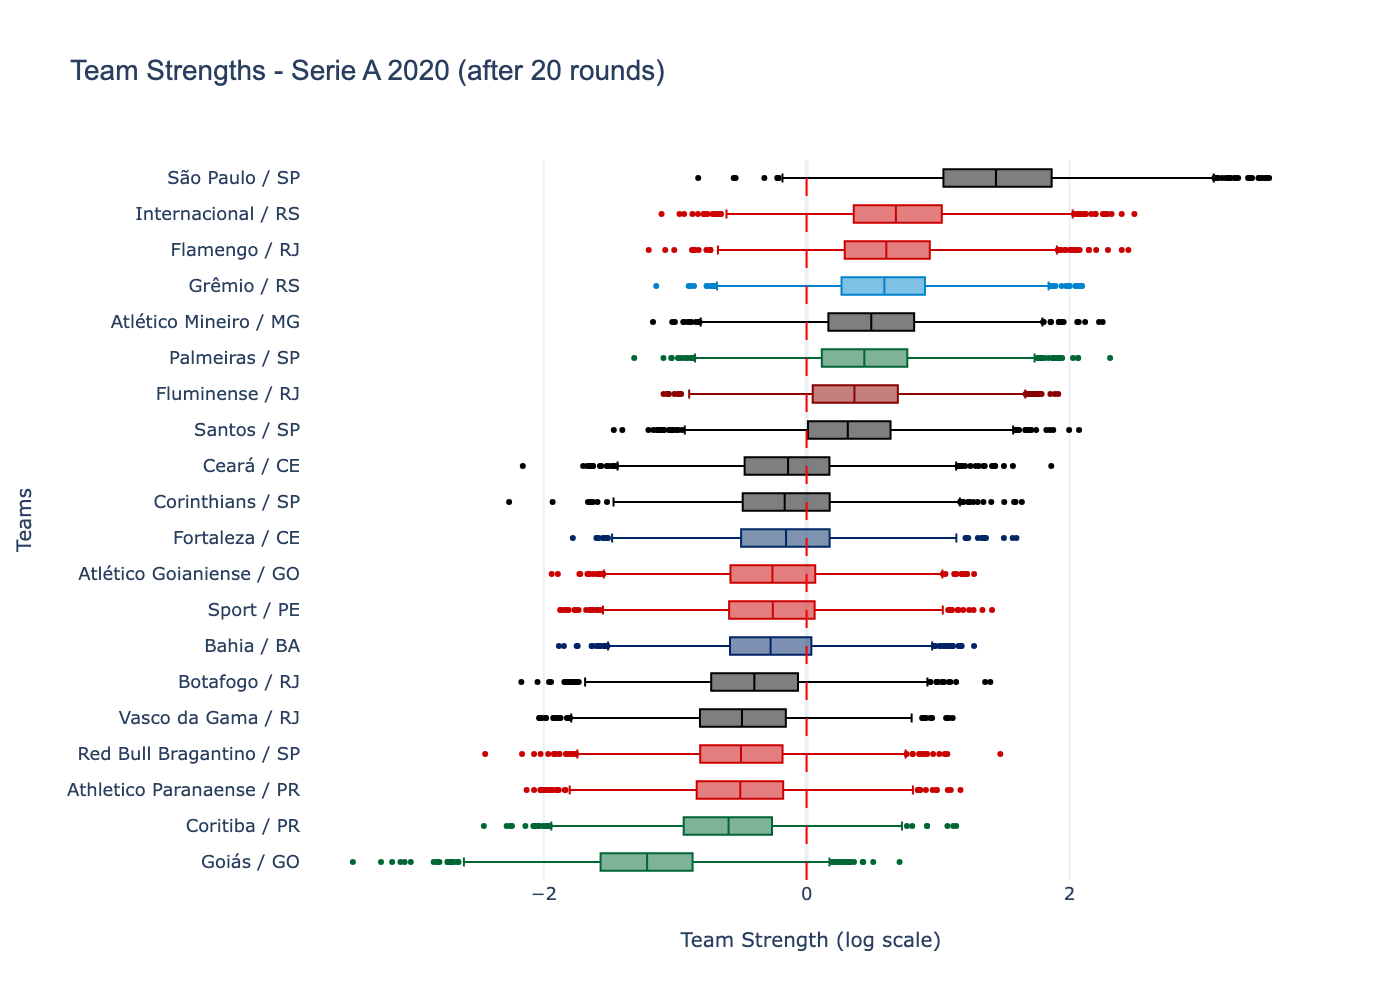 Team Strengths - Serie A 2020 (after 20 rounds)
São Paulo / SP
Internacional / RS
Flamengo / RJ
Grêmio / RS
Atlético Mineiro / MG
Palmeiras / SP
Fluminense / RJ
Santos / SP
Ceará / CE
Corinthians / SP
Fortaleza / CE
Atlético Goianiense / GO
Sport / PE
Bahia / BA
Botafogo / RJ
Vasco da Gama / RJ
Red Bull Bragantino / SP
Athletico Paranaense / PR
Coritiba / PR
Goiás / GO
Teams
−2 0 2
Team Strength (log scale)